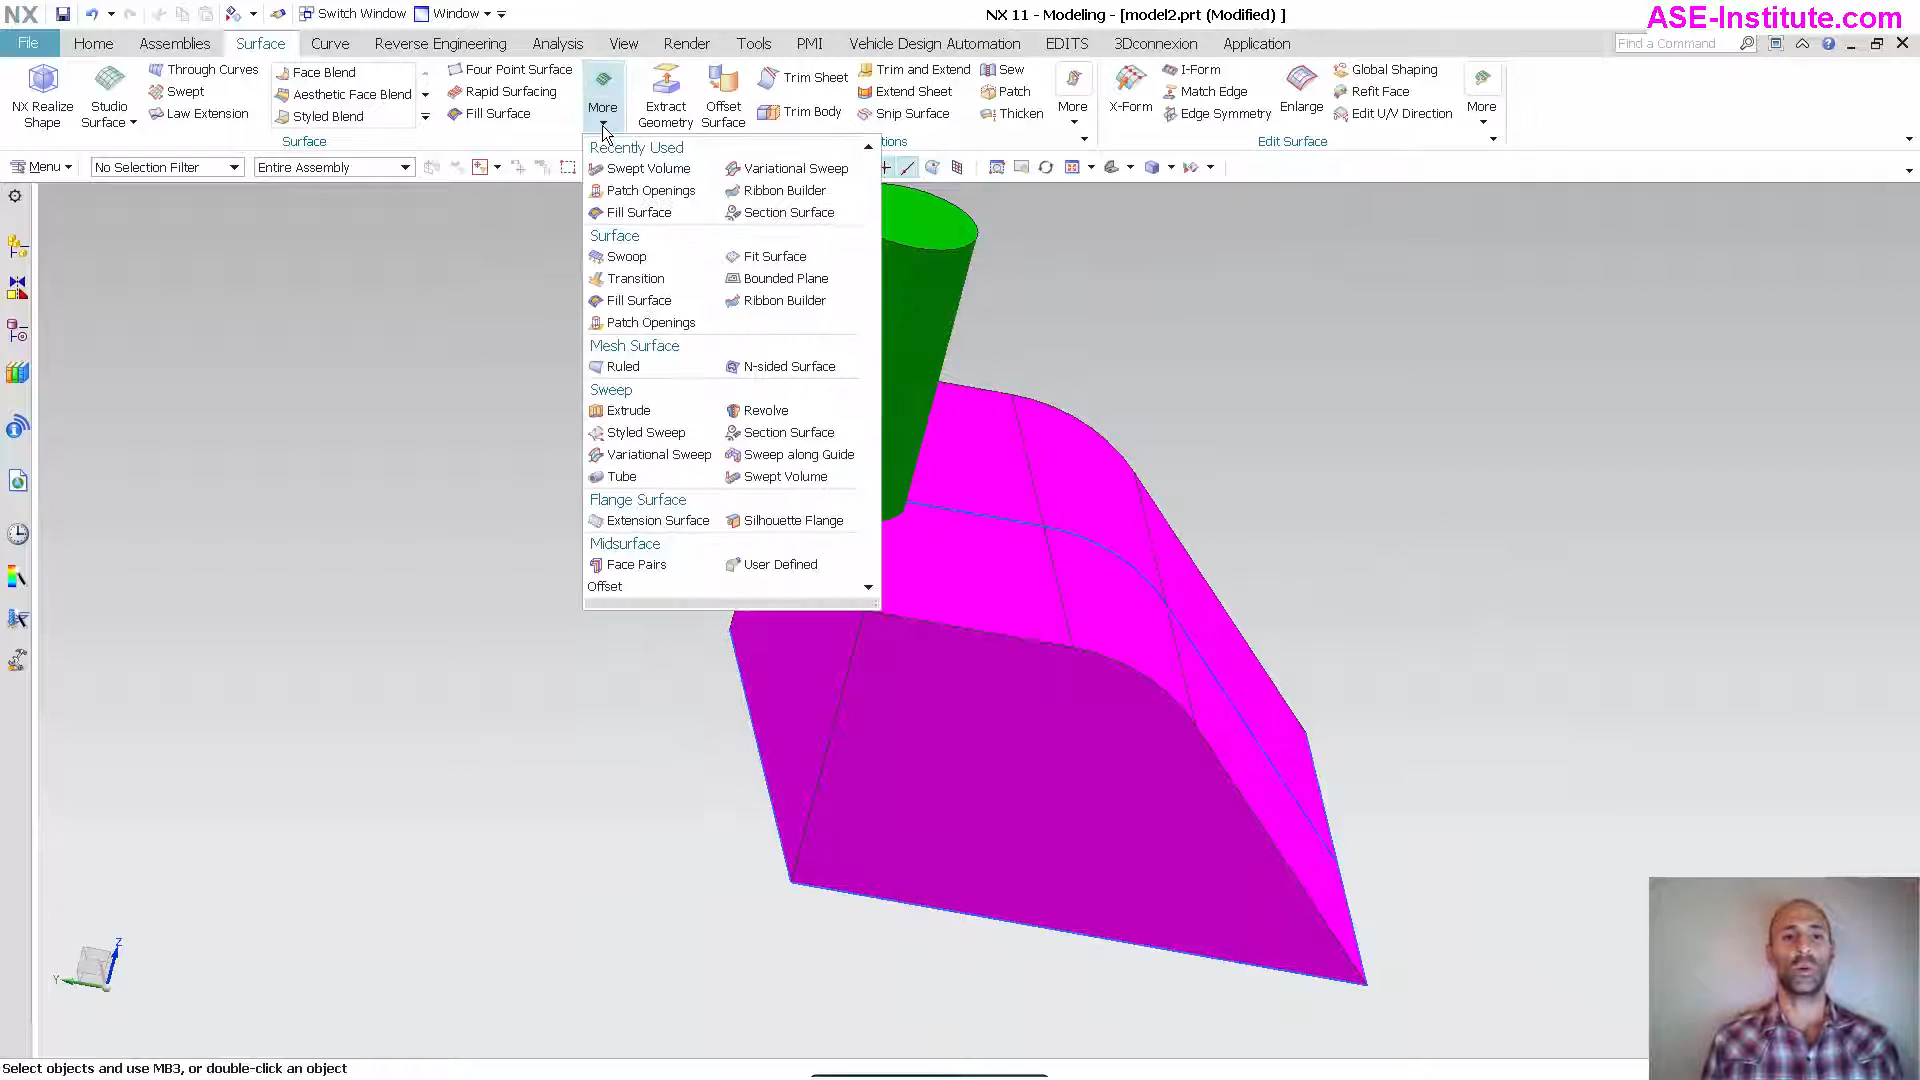 NX
Switch Window
Window
NX 11 - Modeling - [model2.prt (Modified) ]
ASE-Institute.com
File
Home
Assemblies
Surface
Curve
Reverse Engineering
Analysis
View
Render
Tools
PMI
Vehicle Design Automation
EDITS
3Dconnexion
Application
Find a Command
NX Realize Shape
Studio Surface
Through Curves
Swept
Law Extension
Face Blend
Aesthetic Face Blend
Styled Blend
Four Point Surface
Rapid Surfacing
Fill Surface
More
Extract Geometry
Offset Surface
Trim Sheet
Trim Body
Trim and Extend
Extend Sheet
Snip Surface
Sew
Patch
Thicken
More
X-Form
I-Form
Match Edge
Edge Symmetry
Enlarge
Global Shaping
Refit Face
Edit U/V Direction
More
Surface
Edit Surface
Menu
No Selection Filter
Entire Assembly
Recently Used
Swept Volume
Variational Sweep
Patch Openings
Ribbon Builder
Fill Surface
Section Surface
Surface
Swoop
Fit Surface
Transition
Bounded Plane
Fill Surface
Ribbon Builder
Patch Openings
Mesh Surface
Ruled
N-sided Surface
Sweep
Extrude
Revolve
Styled Sweep
Section Surface
Variational Sweep
Sweep along Guide
Tube
Swept Volume
Flange Surface
Extension Surface
Silhouette Flange
Midsurface
Face Pairs
User Defined
Offset
Z
Y
Select objects and use MB3, or double-click an object